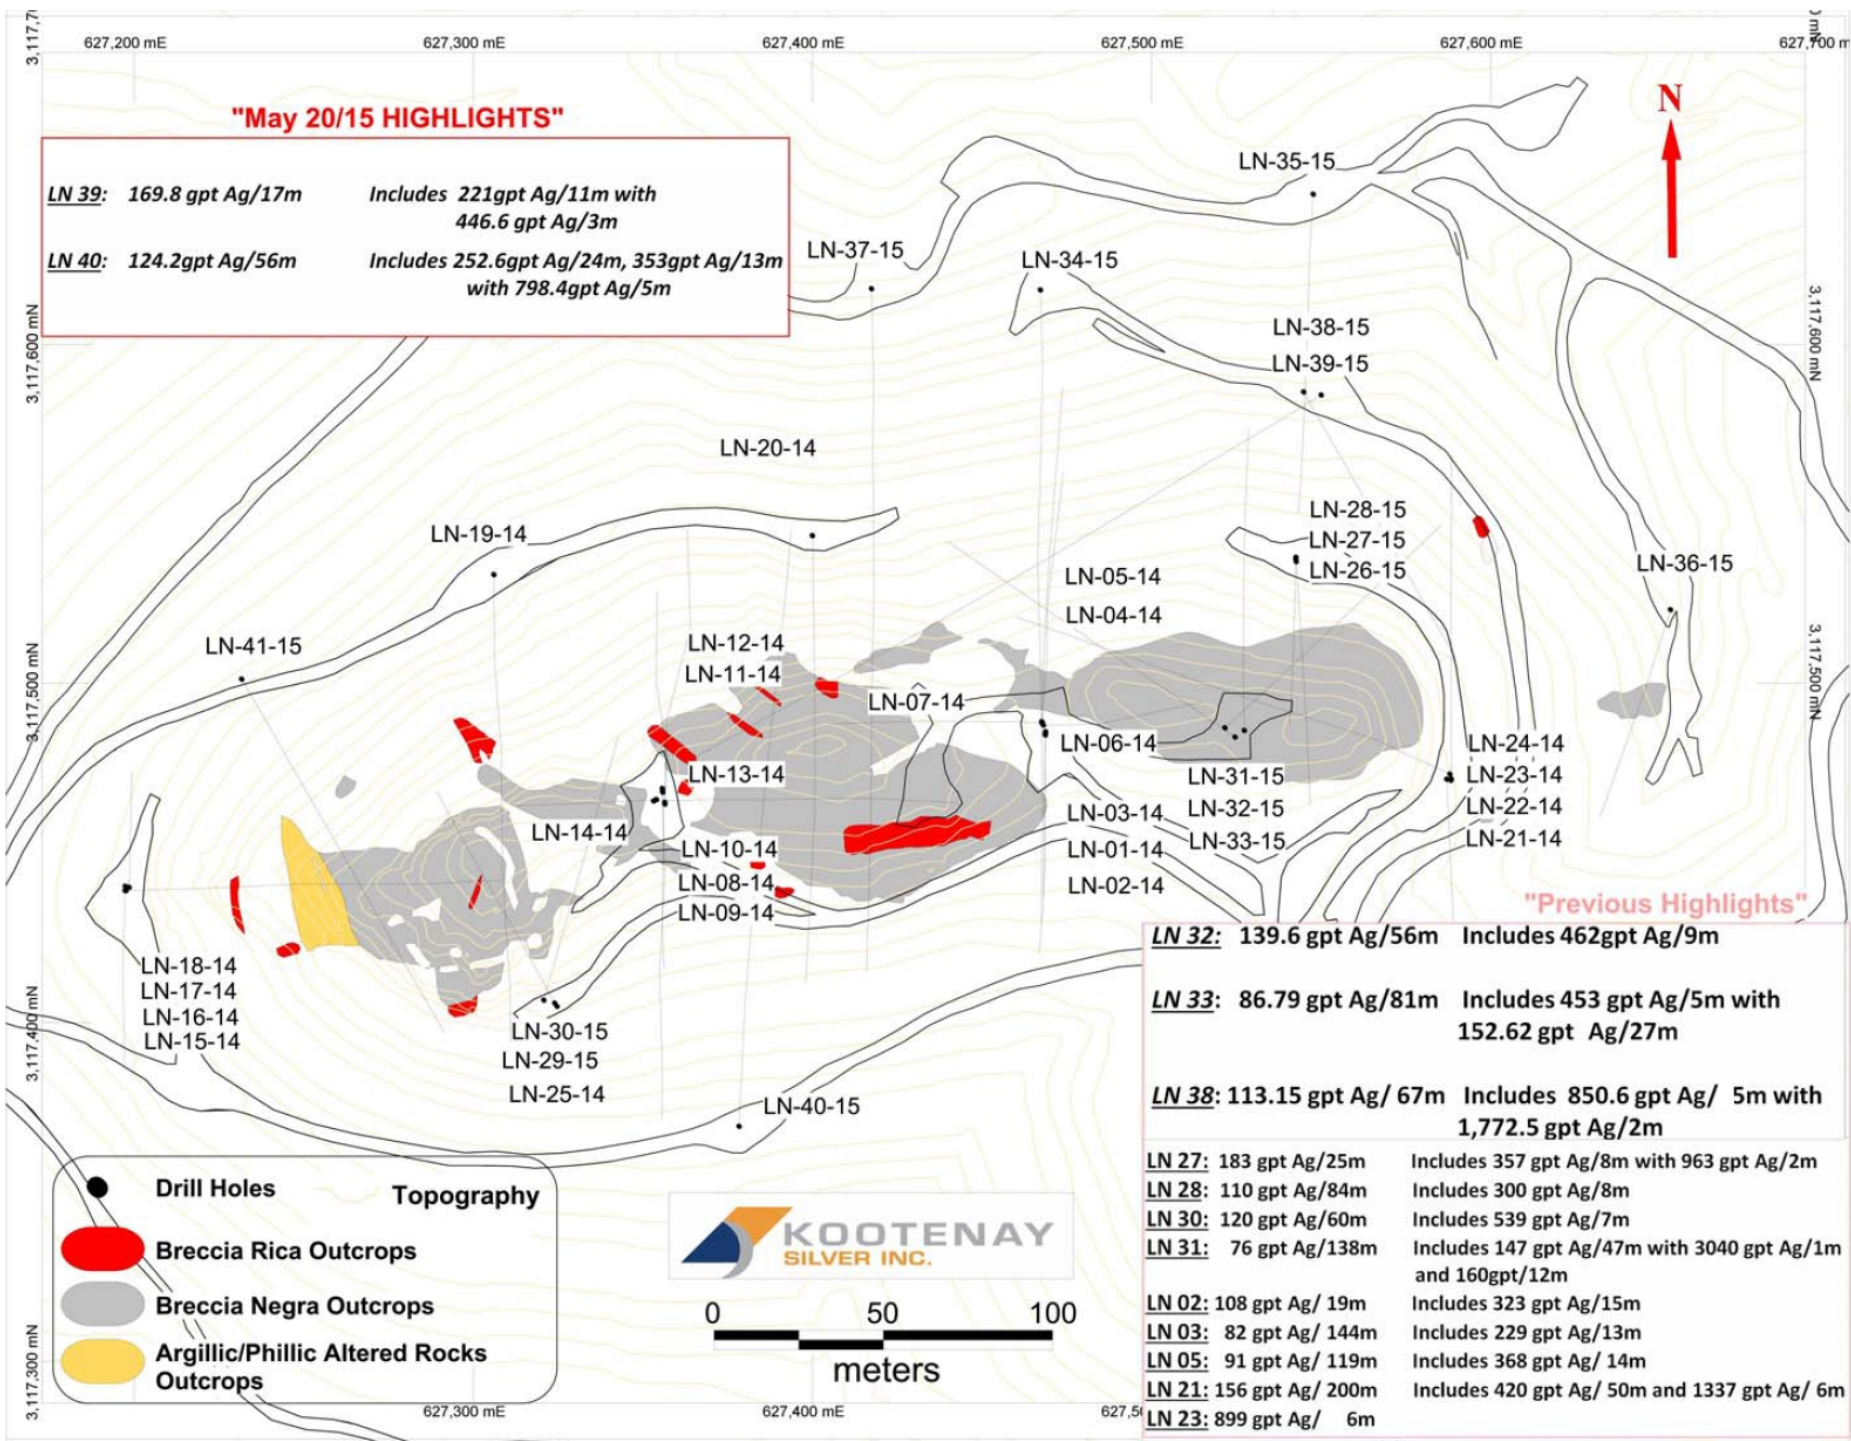 627,200 mE
627,300 mE
627,400 mE
627,500 mE
627,600 mE
627,700 m
3,117,7
0 mN
"May 20/15 HIGHLIGHTS"
LN 39: 169.8 gpt Ag/17m Includes 221gpt Ag/11m with
446.6 gpt Ag/3m
LN 40: 124.2gpt Ag/56m Includes 252.6gpt Ag/24m, 353gpt Ag/13m
with 798.4gpt Ag/5m
N
LN-35-15
LN-37-15
LN-34-15
LN-38-15
LN-39-15
3,117,600 mN
3,117,600 mN
LN-20-14
LN-19-14
LN-28-15
LN-27-15
LN-26-15
LN-36-15
LN-05-14
LN-04-14
LN-41-15
LN-12-14
LN-11-14
LN-07-14
3,117,500 mN
3,117,500 mN
LN-06-14
LN-13-14
LN-31-15
LN-32-15
LN-33-15
LN-24-14
LN-23-14
LN-22-14
LN-21-14
LN-14-14
LN-10-14
LN-08-14
LN-09-14
LN-03-14
LN-01-14
LN-02-14
LN-18-14
LN-17-14
LN-16-14
LN-15-14
3,117,400 mN
LN-30-15
LN-29-15
LN-25-14
LN-40-15
"Previous Highlights"
LN 32: 139.6 gpt Ag/56m Includes 462gpt Ag/9m
LN 33: 86.79 gpt Ag/81m Includes 453 gpt Ag/5m with
152.62 gpt Ag/27m
LN 38: 113.15 gpt Ag/ 67m Includes 850.6 gpt Ag/ 5m with
1,772.5 gpt Ag/2m
LN 27: 183 gpt Ag/25m Includes 357 gpt Ag/8m with 963 gpt Ag/2m
LN 28: 110 gpt Ag/84m Includes 300 gpt Ag/8m
LN 30: 120 gpt Ag/60m Includes 539 gpt Ag/7m
LN 31: 76 gpt Ag/138m Includes 147 gpt Ag/47m with 3040 gpt Ag/1m
and 160gpt/12m
LN 02: 108 gpt Ag/ 19m Includes 323 gpt Ag/15m
LN 03: 82 gpt Ag/ 144m Includes 229 gpt Ag/13m
LN 05: 91 gpt Ag/ 119m Includes 368 gpt Ag/ 14m
LN 21: 156 gpt Ag/ 200m Includes 420 gpt Ag/ 50m and 1337 gpt Ag/ 6m
LN 23: 899 gpt Ag/ 6m
Drill Holes
Topography
Breccia Rica Outcrops
Breccia Negra Outcrops
Argillic/Phillic Altered Rocks
Outcrops
KOOTENAY
SILVER INC.
0 50 100
meters
3,117,300 mN
627,300 mE
627,400 mE
627,50